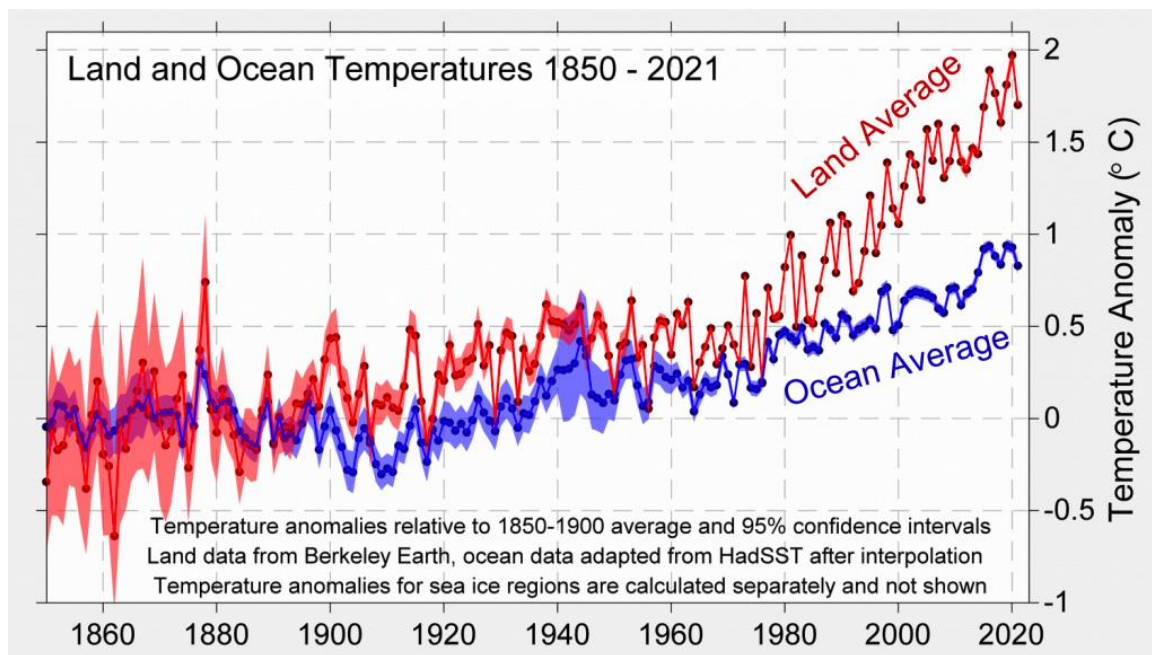 Land and Ocean Temperatures 1850 - 2021
Land Average
Ocean Average
Temperature anomalies relative to 1850-1900 average and 95% confidence intervals
Land data from Berkeley Earth, ocean data adapted from HadSST after interpolation
Temperature anomalies for sea ice regions are calculated separately and not shown
2
1.5
1
0.5
0
-0.5
-1
Temperature Anomaly (° C)
1860 1880 1900 1920 1940 1960 1980 2000 2020